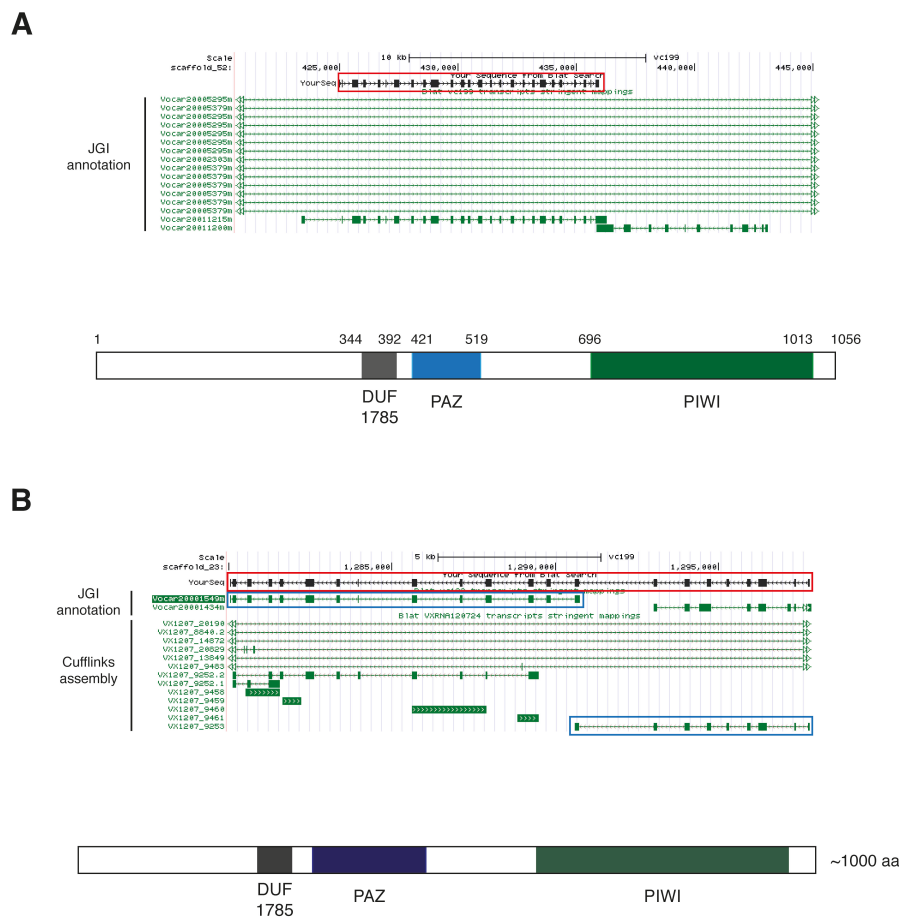 A
Scale 10 kb vc199
scaffold_52: 425,000 430,000 435,000 440,000 445,000
Your Sequence from Blat Search
YourSeq
Blat vc199 transcripts stringent mappings
JGI annotation
Vocar20005295m
Vocar20005379m
Vocar20005295m
Vocar20005295m
Vocar20005295m
Vocar20005379m
Vocar20005295m
Vocar20002303m
Vocar20005379m
Vocar20005379m
Vocar20005379m
Vocar20005379m
Vocar20005379m
Vocar20005379m
Vocar20011215m
Vocar20011200m
1 344 392 421 519 696 1013 1056
DUF 1785
PAZ
PIWI
B
Scale 5 kb vc199
scaffold_23: 1,285,000 1,290,000 1,295,000
Your Sequence from Blat Search
YourSeq
JGI annotation
Vocar20001549m
Vocar20001434m
Blat VXRNA120724 transcripts stringent mappings
Cufflinks assembly
VX1207_20190
VX1207_8840.2
VX1207_14872
VX1207_20829
VX1207_13849
VX1207_9483
VX1207_9252.2
VX1207_9252.1
VX1207_9458
VX1207_9459
VX1207_9460
VX1207_9461
VX1207_9253
~1000 aa
DUF 1785
PAZ
PIWI